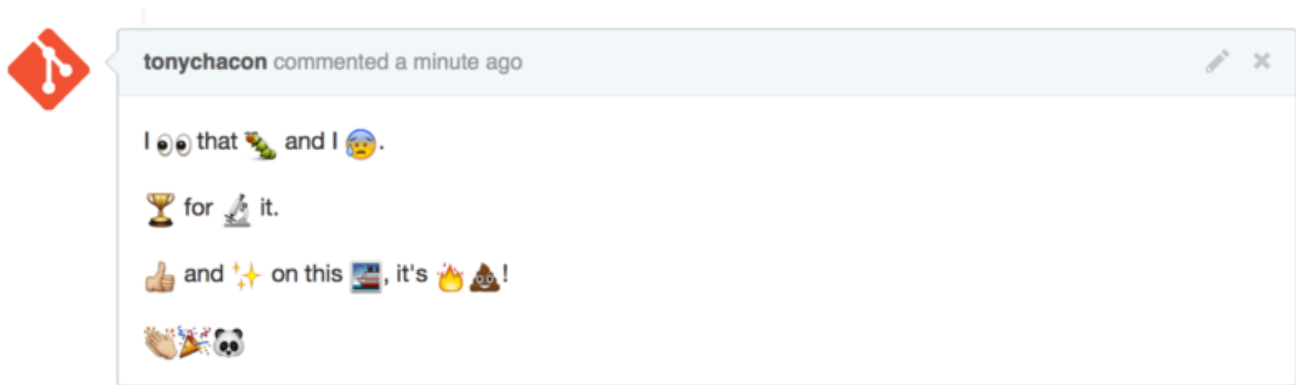 tonychacon commented a minute ago
I 👀 that 🐛 and I 😰.
🏆 for 🔬 it.
👍 and ✨ on this 🚢, it's 🔥💩!
👏🎉🐼